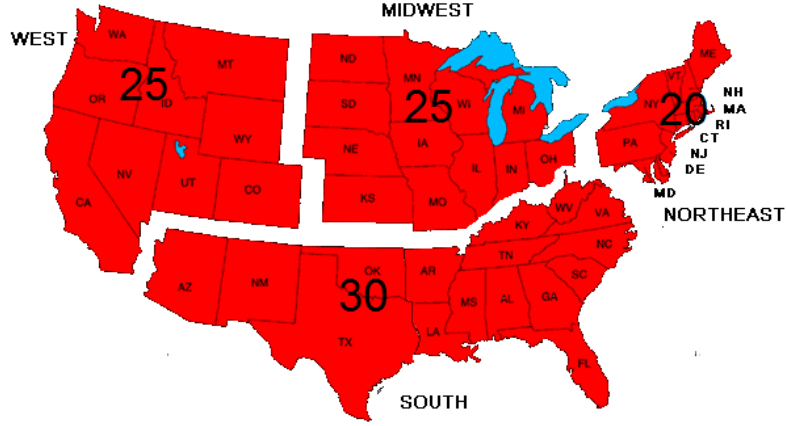 MIDWEST
WEST
WA
MT
OR
ID
25
WY
NV
UT
CO
CA
ND
MN
SD
WI
MI
25
NE
IA
IL
IN
OH
KS
MO
ME
VT
NY
20
PA
NH
MA
RI
CT
NJ
DE
MD
NORTHEAST
WV
VA
KY
NC
TN
SC
AZ
NM
OK
AR
30
TX
LA
MS
AL
GA
FL
SOUTH